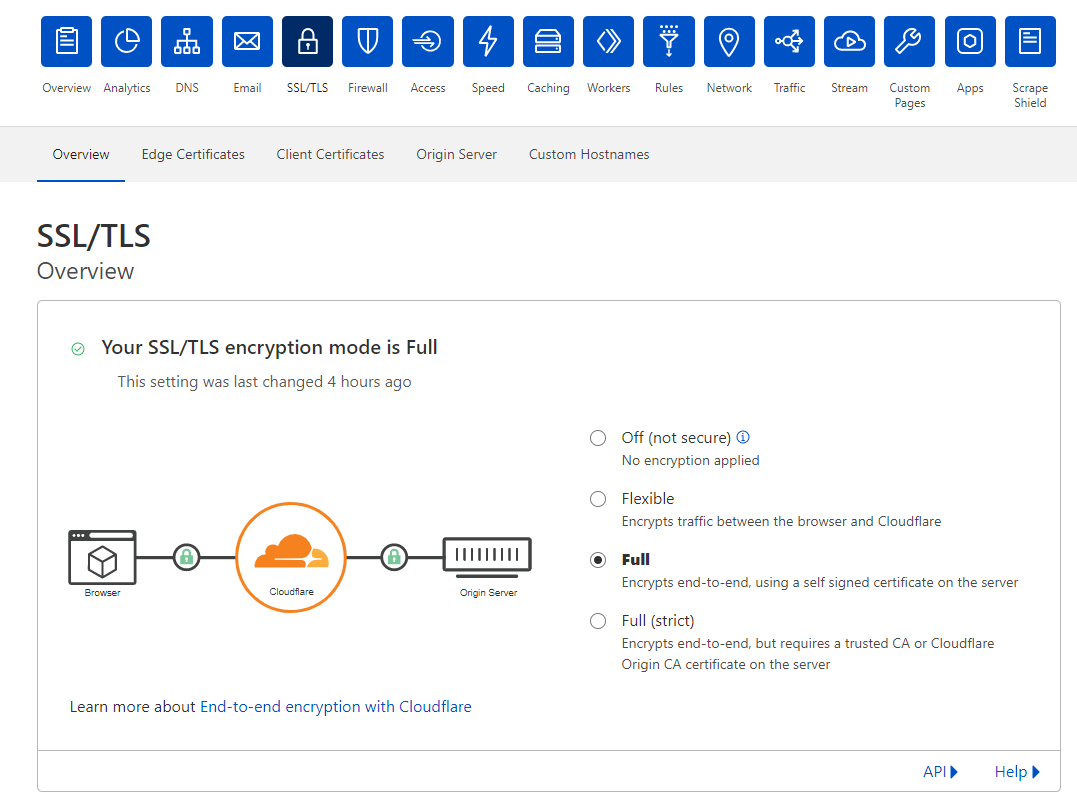 Overview
Analytics
DNS
Email
SSL/TLS
Firewall
Access
Speed
Caching
Workers
Rules
Network
Traffic
Stream
Custom
Pages
Apps
Scrape
Shield
Overview
Edge Certificates
Client Certificates
Origin Server
Custom Hostnames
SSL/TLS
Overview
Your SSL/TLS encryption mode is Full
This setting was last changed 4 hours ago
Browser
Cloudflare
Origin Server
Off (not secure)
No encryption applied
Flexible
Encrypts traffic between the browser and Cloudflare
Full
Encrypts end-to-end, using a self signed certificate on the server
Full (strict)
Encrypts end-to-end, but requires a trusted CA or Cloudflare
Origin CA certificate on the server
Learn more about End-to-end encryption with Cloudflare
API
Help